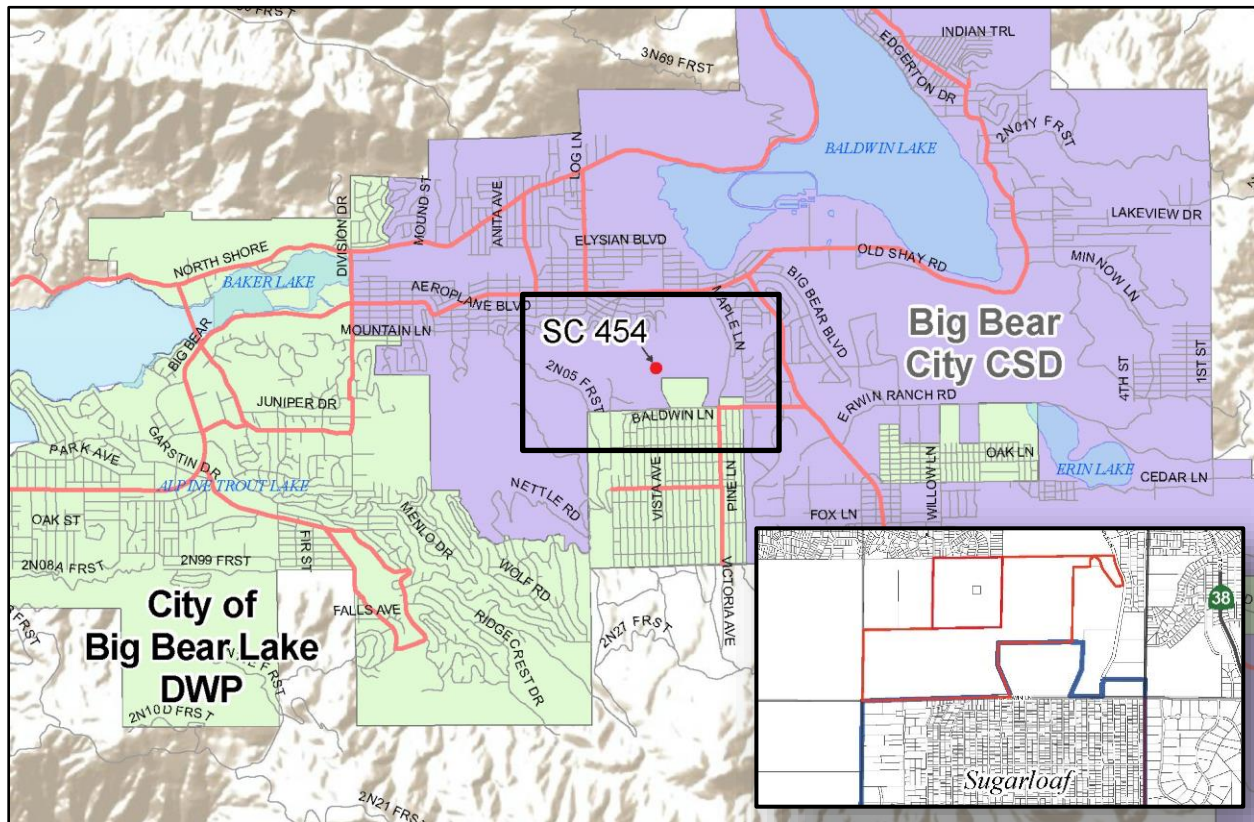 3N69 FRST
INDIAN TRL
EDGERTON DR
2N01Y FRST
BALDWIN LAKE
LOG LN
MOUND ST
ANITA AVE
LAKEVIEW DR
DIVISION DR
ELYSIAN BLVD
NORTH SHORE
OLD SHAY RD
MINNOW LN
BAKER LAKE
BIG BEAR BLVD
AEROPLANE BLVD
MAPLE LN
Big Bear
City CSD
SC 454
MOUNTAIN LN
BIG BEAR
4TH ST
1ST ST
2N05 FRST
JUNIPER DR
ERWIN RANCH RD
BALDWIN LN
GARSTIN DR
PARK AVE
OAK LN
ERIN LAKE
ALPINE TROUT LAKE
VISTA AVE
PINE LN
WILLOW LN
CEDAR LN
NETTLE RD
OAK ST
MENLO DR
FOX LN
FIRST
2N99 FRST
2N08A FRST
WOLF RD
VICTORIA AVE
City of
Big Bear Lake
DWP
FALLS AVE
2N27 FRST
38
RIDGECREST DR
FRST
2N10D FRST
2N21 FRST
Sugarloaf